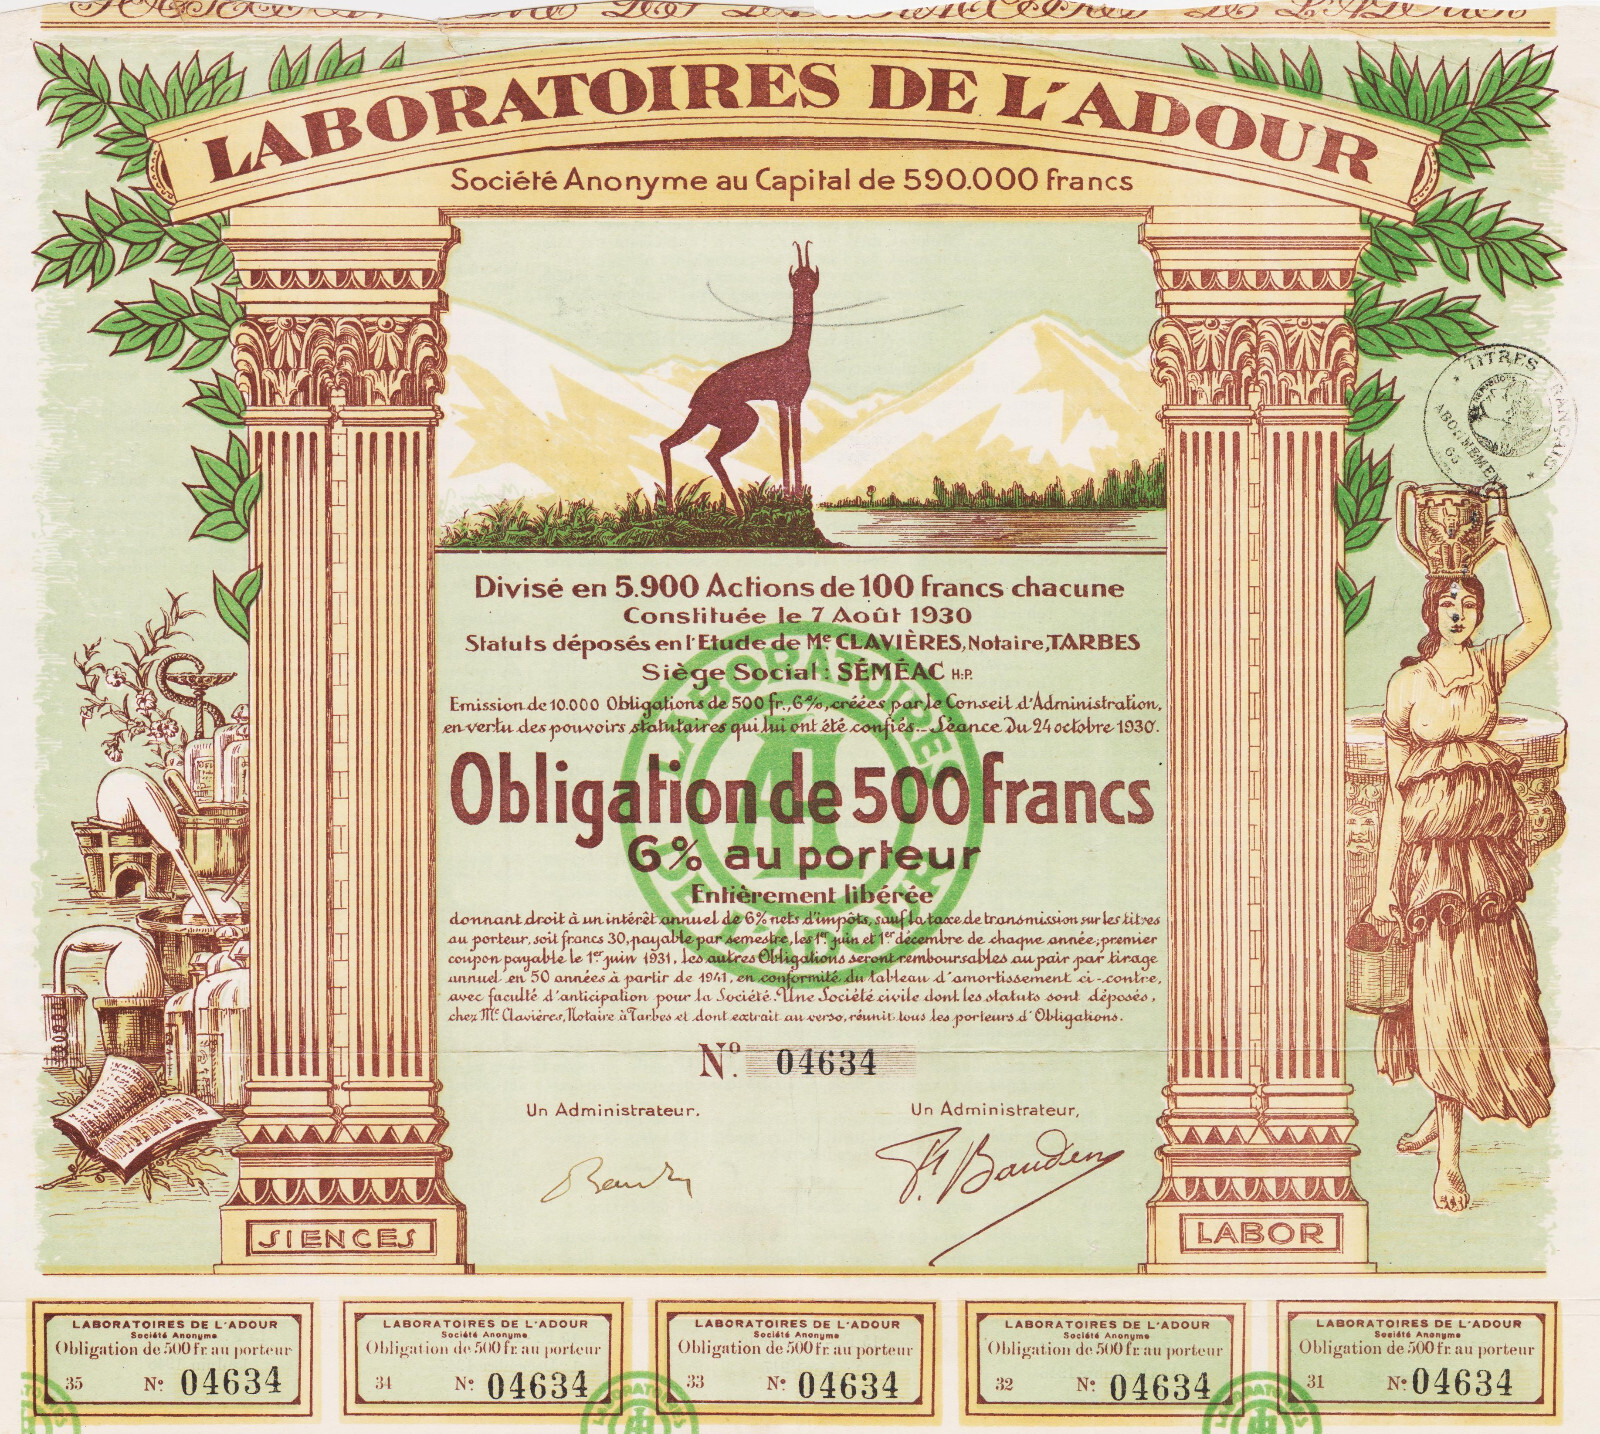 LABORATOIRES DE L'ADOUR
Société Anonyme au Capital de 590.000 francs
TITRES FRANÇAIS
ABONNEMENT
Divisé en 5.900 Actions de 100 francs chacune
Constituée le 7 Août 1930
Statuts déposés en l'Etude de Me CLAVIÈRES, Notaire, TARBES
Siège Social : SÉMÉAC H.-P.
Emission de 10.000 Obligations de 500 fr., 6%, créées par le Conseil d'Administration,
en vertu des pouvoirs statutaires qui lui ont été confiés.- Séance du 24 octobre 1930.
LABORATOIRES DE L'ADOUR
Obligation de 500 francs
6% au porteur
Entièrement libérée
donnant droit à un intérêt annuel de 6% nets d'impôts, sauf la taxe de transmission sur les titres
au porteur, soit francs 30, payable par semestre, les 1er juin et 1er décembre de chaque année; premier
coupon payable le 1er juin 1931, les autres Obligations seront remboursables au pair par tirage
annuel en 50 années à partir de 1941, en conformité du tableau d'amortissement ci-contre,
avec faculté d'anticipation pour la Société. Une Société civile dont les statuts sont déposés,
chez Me Clavières, Notaire à Tarbes et dont extrait au verso, réunit tous les porteurs d'Obligations.
No. 04634
Un Administrateur.
Un Administrateur,
SIENCES
LABOR
LABORATOIRES DE L'ADOUR
Société Anonyme
Obligation de 500 fr. au porteur
35 No: 04634
LABORATOIRES DE L'ADOUR
Société Anonyme
Obligation de 500 fr. au porteur
34 No: 04634
LABORATOIRES DE L'ADOUR
Société Anonyme
Obligation de 500 fr. au porteur
33 No: 04634
LABORATOIRES DE L'ADOUR
Société Anonyme
Obligation de 500 fr. au porteur
32 No: 04634
LABORATOIRES DE L'ADOUR
Société Anonyme
Obligation de 500 fr. au porteur
31 No: 04634